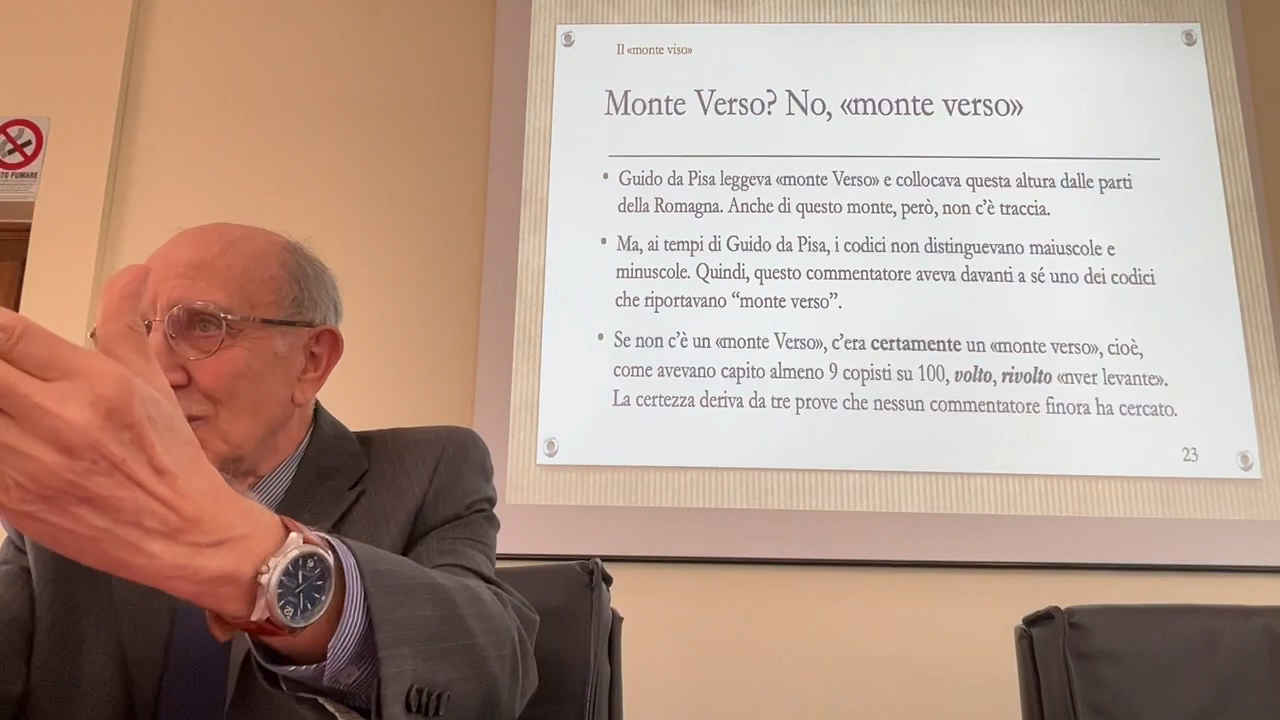 TO FUMARE
Il «monte viso»
Monte Verso? No, «monte verso»
• Guido da Pisa leggeva «monte Verso» e collocava questa altura dalle parti
della Romagna. Anche di questo monte, però, non c'è traccia.
• Ma, ai tempi di Guido da Pisa, i codici non distinguevano maiuscole e
minuscole. Quindi, questo commentatore aveva davanti a sé uno dei codici
che riportavano “monte verso”.
• Se non c'è un «monte Verso», c'era certamente un «monte verso», cioè,
come avevano capito almeno 9 copisti su 100, volto, rivolto «nver levante».
La certezza deriva da tre prove che nessun commentatore finora ha cercato.
23